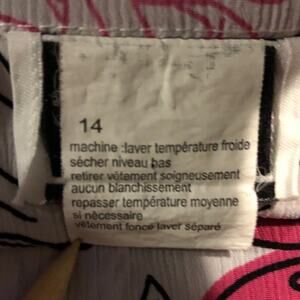 14
machine :laver température froide
sécher niveau bas
retirer vêtement soigneusement
aucun blanchissement
repasser température moyenne
si nécessaire
vêtement foncé laver séparé